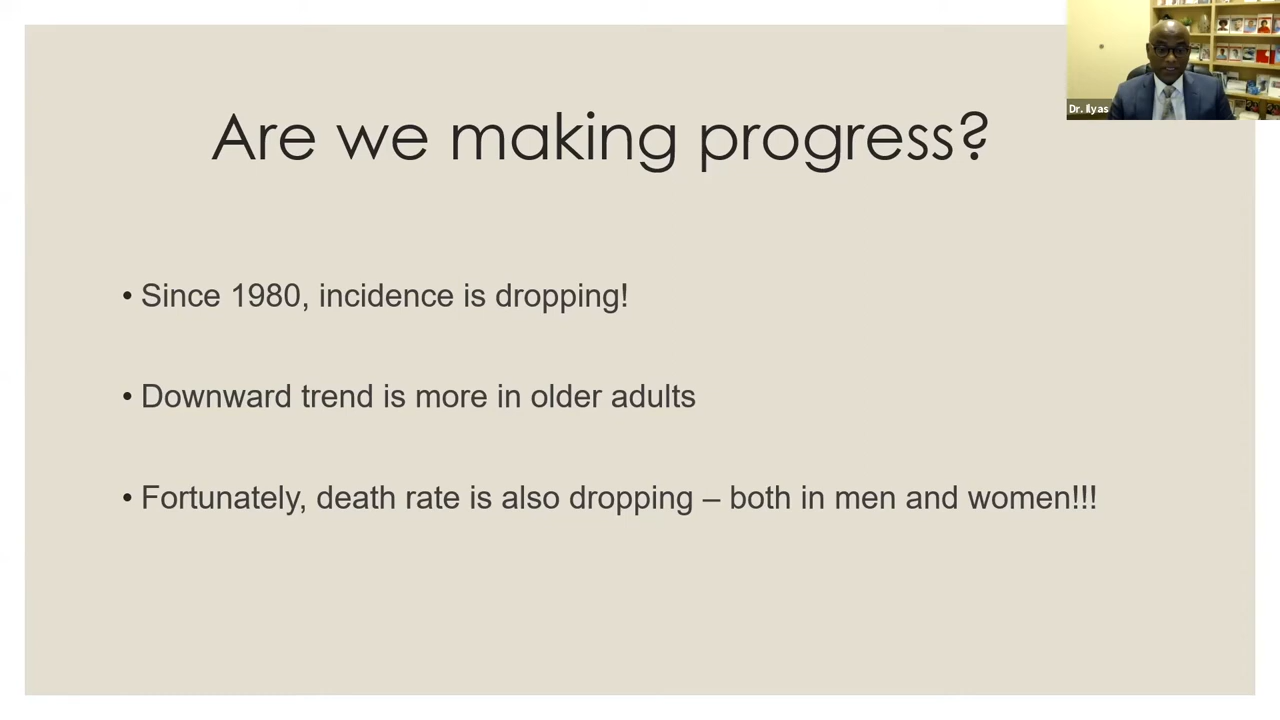 Are we making progress?
Dr. Ilyas
• Since 1980, incidence is dropping!
• Downward trend is more in older adults
• Fortunately, death rate is also dropping – both in men and women!!!